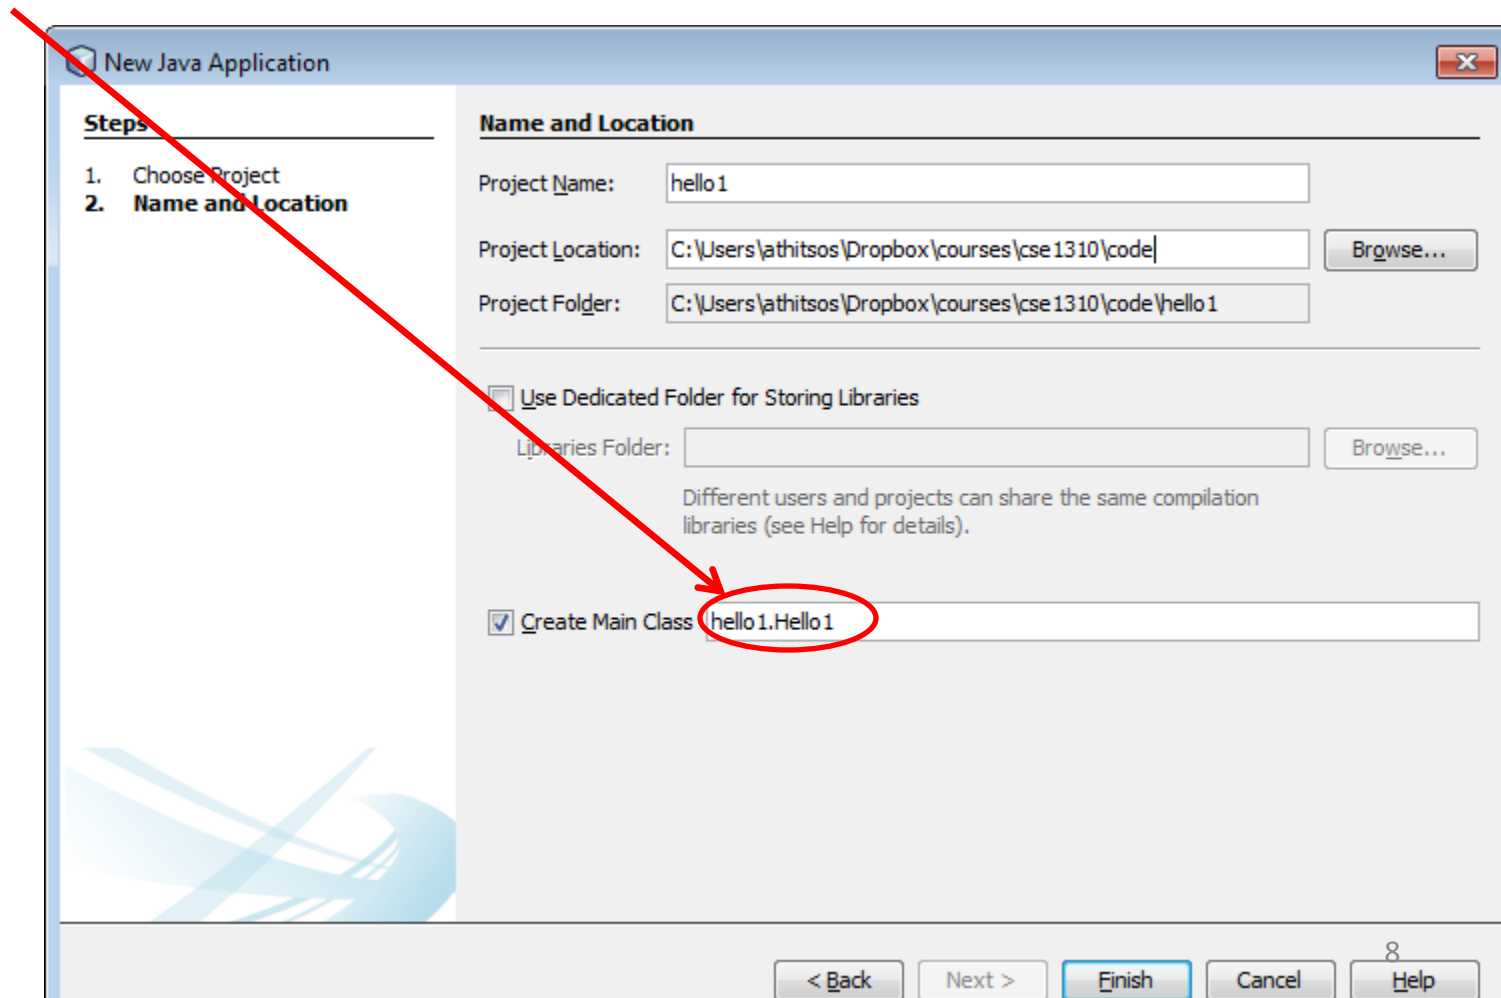 New Java Application
Steps
1. Choose Project
2. Name and Location
Name and Location
Project Name: hello1
Project Location: C:\Users\athitsos\Dropbox\courses\cse1310\code Browse...
Project Folder: C:\Users\athitsos\Dropbox\courses\cse1310\code\hello1
Use Dedicated Folder for Storing Libraries
Libraries Folder: Browse...
Different users and projects can share the same compilation
libraries (see Help for details).
Create Main Class hello1.Hello1
8
< Back Next > Finish Cancel Help